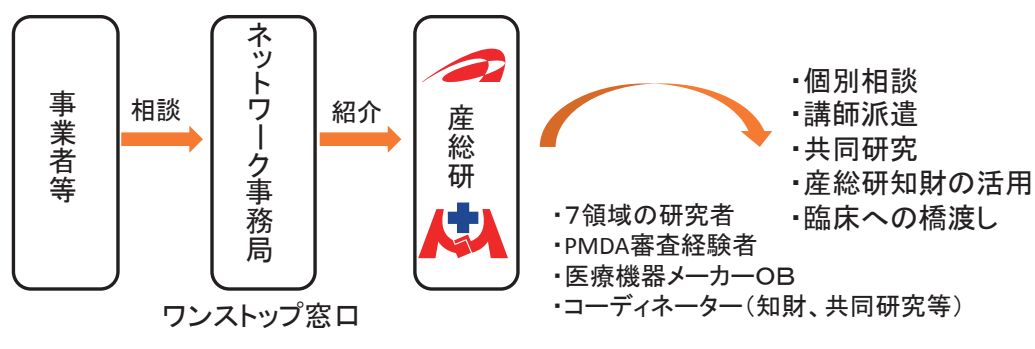 事業者等
相談
ネットワーク事務局
紹介
産総研
ワンストップ窓口
・7領域の研究者
・PMDA審査経験者
・医療機器メーカーOB
・コーディネーター（知財、共同研究等）
・個別相談
・講師派遣
・共同研究
・産総研知財の活用
・臨床への橋渡し